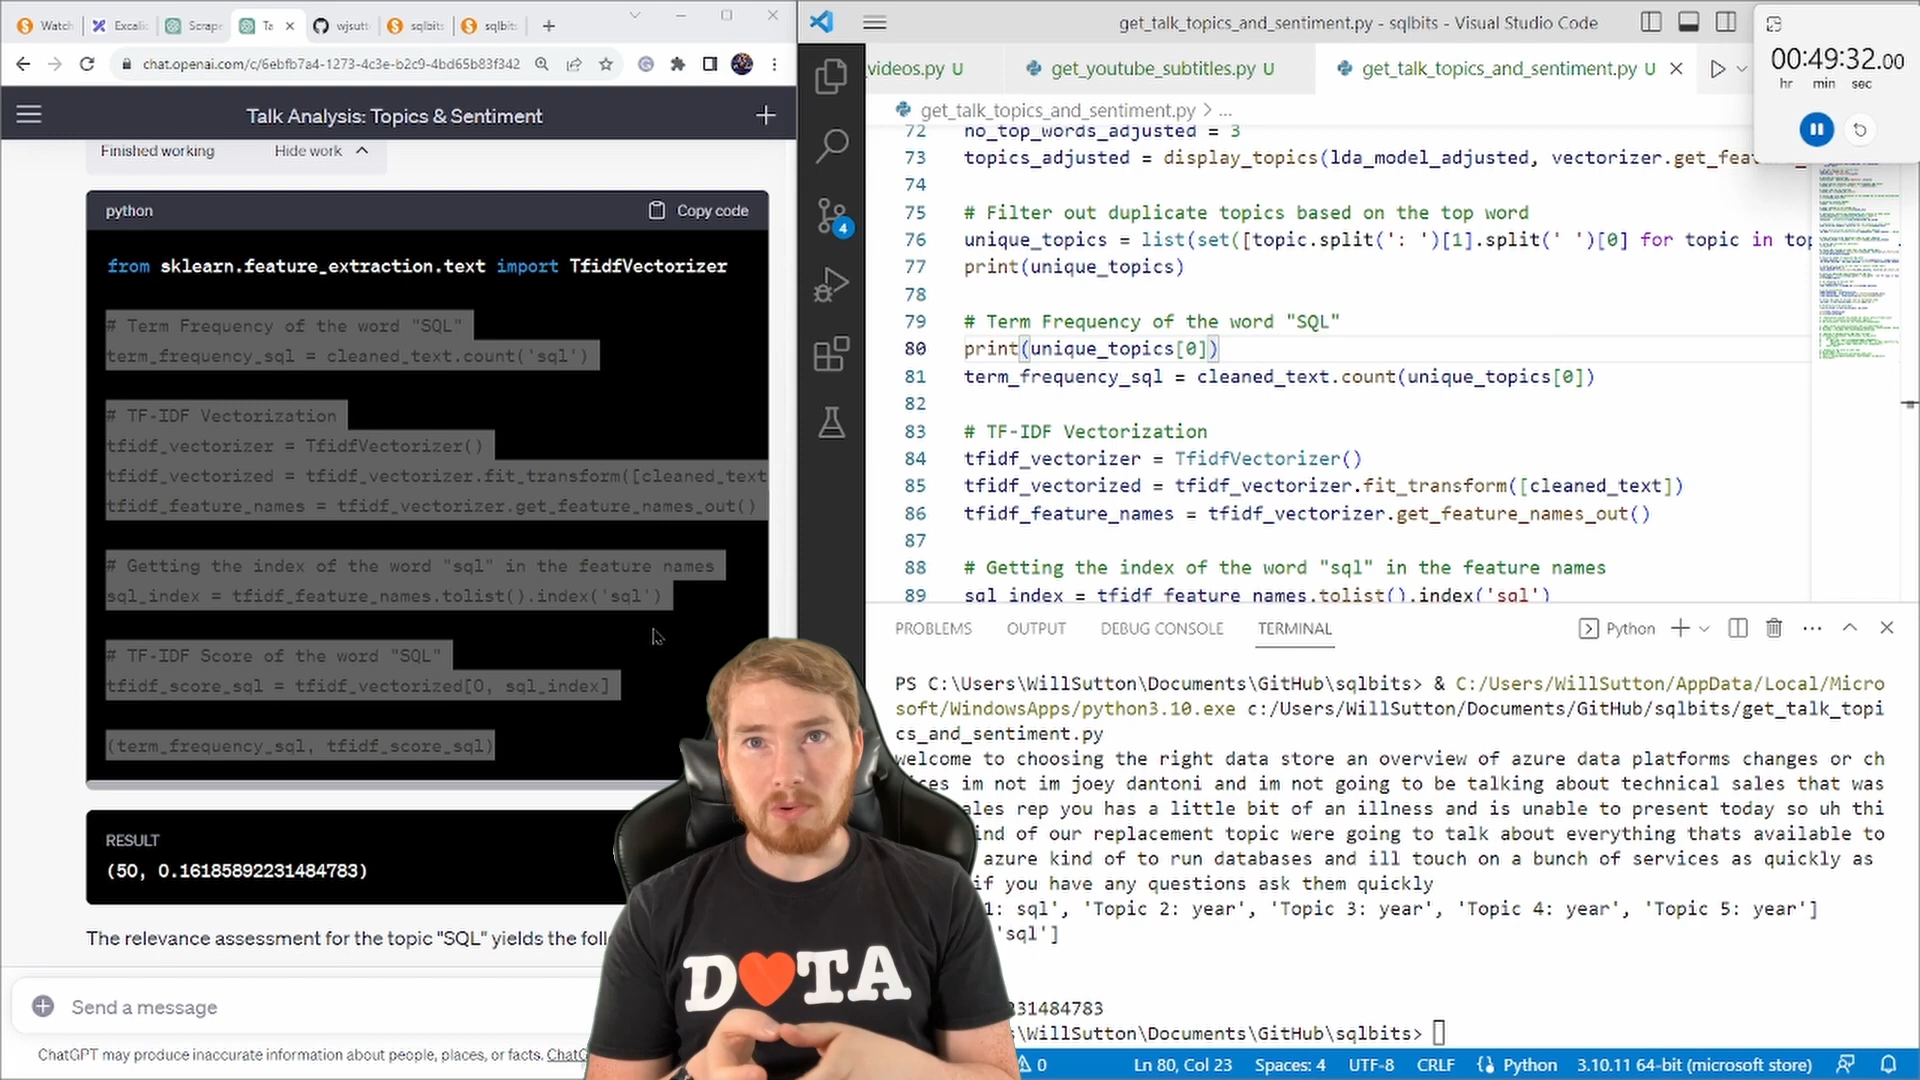 Watch
Excali
Scrape
Ta
wjsutt
sqlbits
sqlbits
chat.openai.com/c/6ebfb7a4-1273-4c3e-b2c9-4bd65b83f342
Talk Analysis: Topics & Sentiment
Finished working
Hide work
python
Copy code
from sklearn.feature_extraction.text import TfidfVectorizer
# Term Frequency of the word "SQL"
term_frequency_sql = cleaned_text.count('sql')
# TF-IDF Vectorization
tfidf_vectorizer = TfidfVectorizer()
tfidf_vectorized = tfidf_vectorizer.fit_transform([cleaned_text
tfidf_feature_names = tfidf_vectorizer.get_feature_names_out()
# Getting the index of the word "sql" in the feature names
sql_index = tfidf_feature_names.tolist().index('sql')
# TF-IDF Score of the word "SQL"
tfidf_score_sql = tfidf_vectorized[0, sql_index]
(term_frequency_sql, tfidf_score_sql)
RESULT
(50, 0.16185892231484783)
The relevance assessment for the topic "SQL" yields the foll
Send a message
ChatGPT may produce inaccurate information about people, places, or facts. ChatG
get_talk_topics_and_sentiment.py - sqlbits - Visual Studio Code
videos.py U
get_youtube_subtitles.py U
get_talk_topics_and_sentiment.py U
get_talk_topics_and_sentiment.py > ...
4
72 no_top_words_adjusted = 3
73 topics_adjusted = display_topics(lda_model_adjusted, vectorizer.get_fea
74
75 # Filter out duplicate topics based on the top word
76 unique_topics = list(set([topic.split(': ')[1].split(' ')[0] for topic in top
77 print(unique_topics)
78
79 # Term Frequency of the word "SQL"
80 print(unique_topics[0])
81 term_frequency_sql = cleaned_text.count(unique_topics[0])
82
83 # TF-IDF Vectorization
84 tfidf_vectorizer = TfidfVectorizer()
85 tfidf_vectorized = tfidf_vectorizer.fit_transform([cleaned_text])
86 tfidf_feature_names = tfidf_vectorizer.get_feature_names_out()
87
88 # Getting the index of the word "sql" in the feature names
89 sql_index = tfidf_feature_names.tolist().index('sql')
00:49:32.00
hr min sec
PROBLEMS OUTPUT DEBUG CONSOLE TERMINAL
Python
PS C:\Users\WillSutton\Documents\GitHub\sqlbits> & C:/Users/WillSutton/AppData/Local/Micro
soft/WindowsApps/python3.10.exe c:/Users/WillSutton/Documents/GitHub/sqlbits/get_talk_topi
cs_and_sentiment.py
welcome to choosing the right data store an overview of azure data platforms changes or ch
ices im not im joey dantoni and im not going to be talking about technical sales that was
ales rep you has a little bit of an illness and is unable to present today so uh thi
ind of our replacement topic were going to talk about everything thats available to
azure kind of to run databases and ill touch on a bunch of services as quickly as
if you have any questions ask them quickly
1: sql', 'Topic 2: year', 'Topic 3: year', 'Topic 4: year', 'Topic 5: year']
'sql']
31484783
\WillSutton\Documents\GitHub\sqlbits>
0
Ln 80, Col 23
Spaces: 4
UTF-8
CRLF
Python
3.10.11 64-bit (microsoft store)
D❤TA